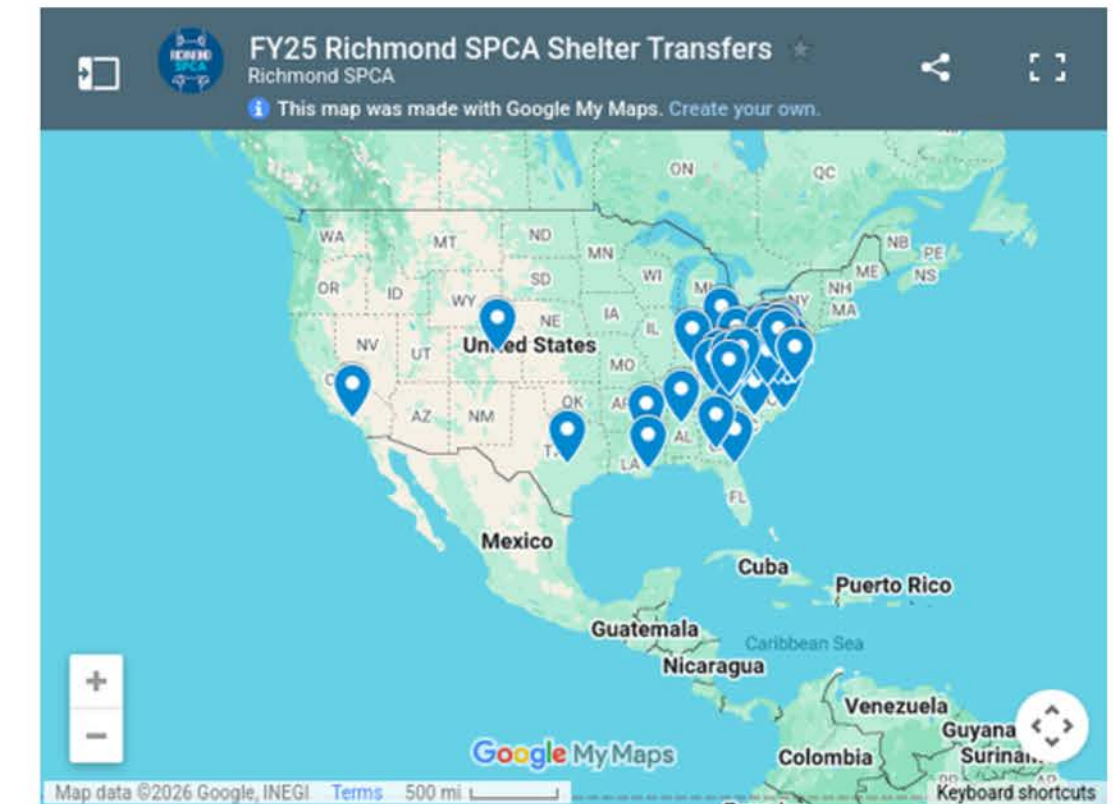 RICHMOND
SPCA
FY25 Richmond SPCA Shelter Transfers
Richmond SPCA
This map was made with Google My Maps. Create your own.
ON
QC
WA
MT
ND
MN
NB
PE
OR
ID
SD
WI
ME
NS
NH
WY
NY
MA
IA
NE
IL
NV
UT
United States
MO
AZ
NM
OK
AL
LA
FL
Mexico
Cuba
Puerto Rico
Guatemala
Caribbean Sea
Nicaragua
Venezuela
Guyana
Colombia
Google My Maps
Map data ©2026 Google, INEGI Terms 500 mi Keyboard shortcuts